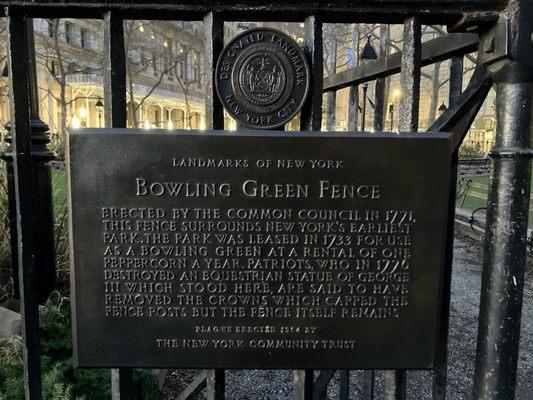 DESIGNATED LANDMARK
NEW YORK CITY
LANDMARKS OF NEW YORK
BOWLING GREEN FENCE
ERECTED BY THE COMMON COUNCIL IN 1771,
THIS FENCE SURROUNDS NEW YORK'S EARLIEST
PARK. THE PARK WAS LEASED IN 1733 FOR USE
AS A BOWLING GREEN AT A RENTAL OF ONE
PEPPERCORN A YEAR. PATRIOTS, WHO IN 1776
DESTROYED AN EQUESTRIAN STATUE OF GEORGE
III WHICH STOOD HERE, ARE SAID TO HAVE
REMOVED THE CROWNS WHICH CAPPED THE
FENCE POSTS BUT THE FENCE ITSELF REMAINS
PLAQUE ERECTED 1964 BY
THE NEW YORK COMMUNITY TRUST